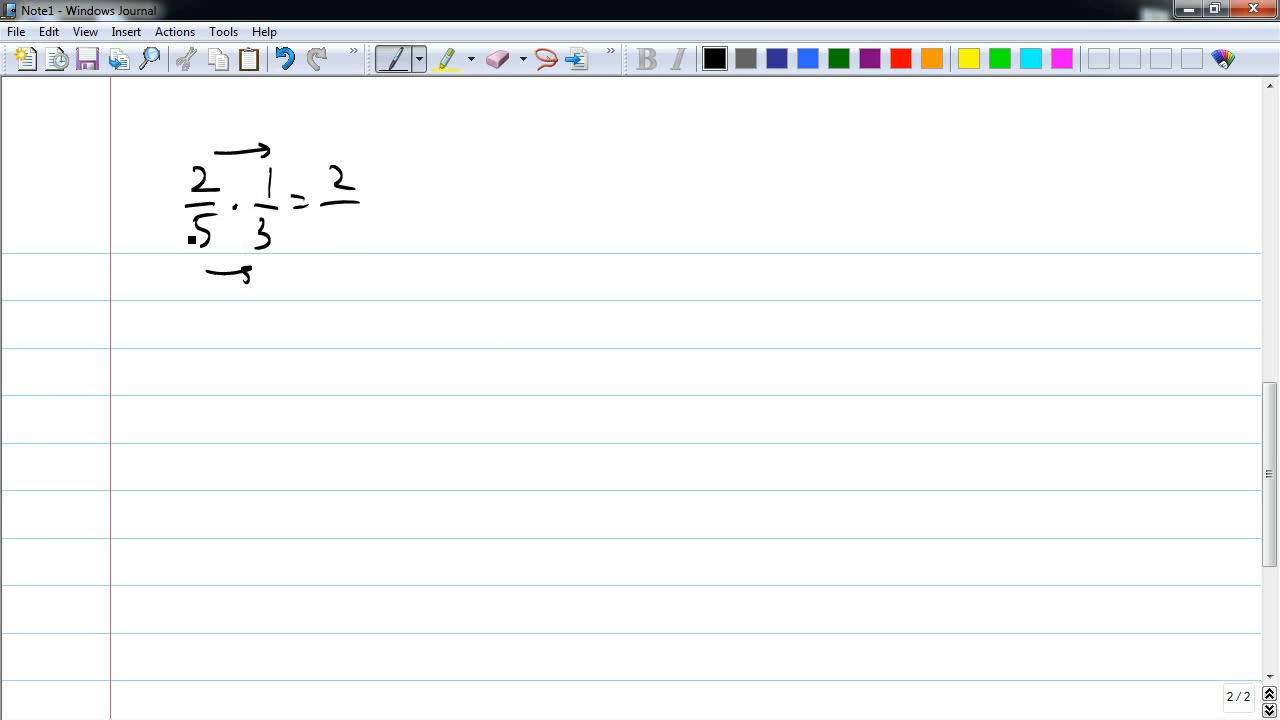 Note1 - Windows Journal
File Edit View Insert Actions Tools Help
» » B I
→
2/5 · 1/3 = 2/
→
2 / 2